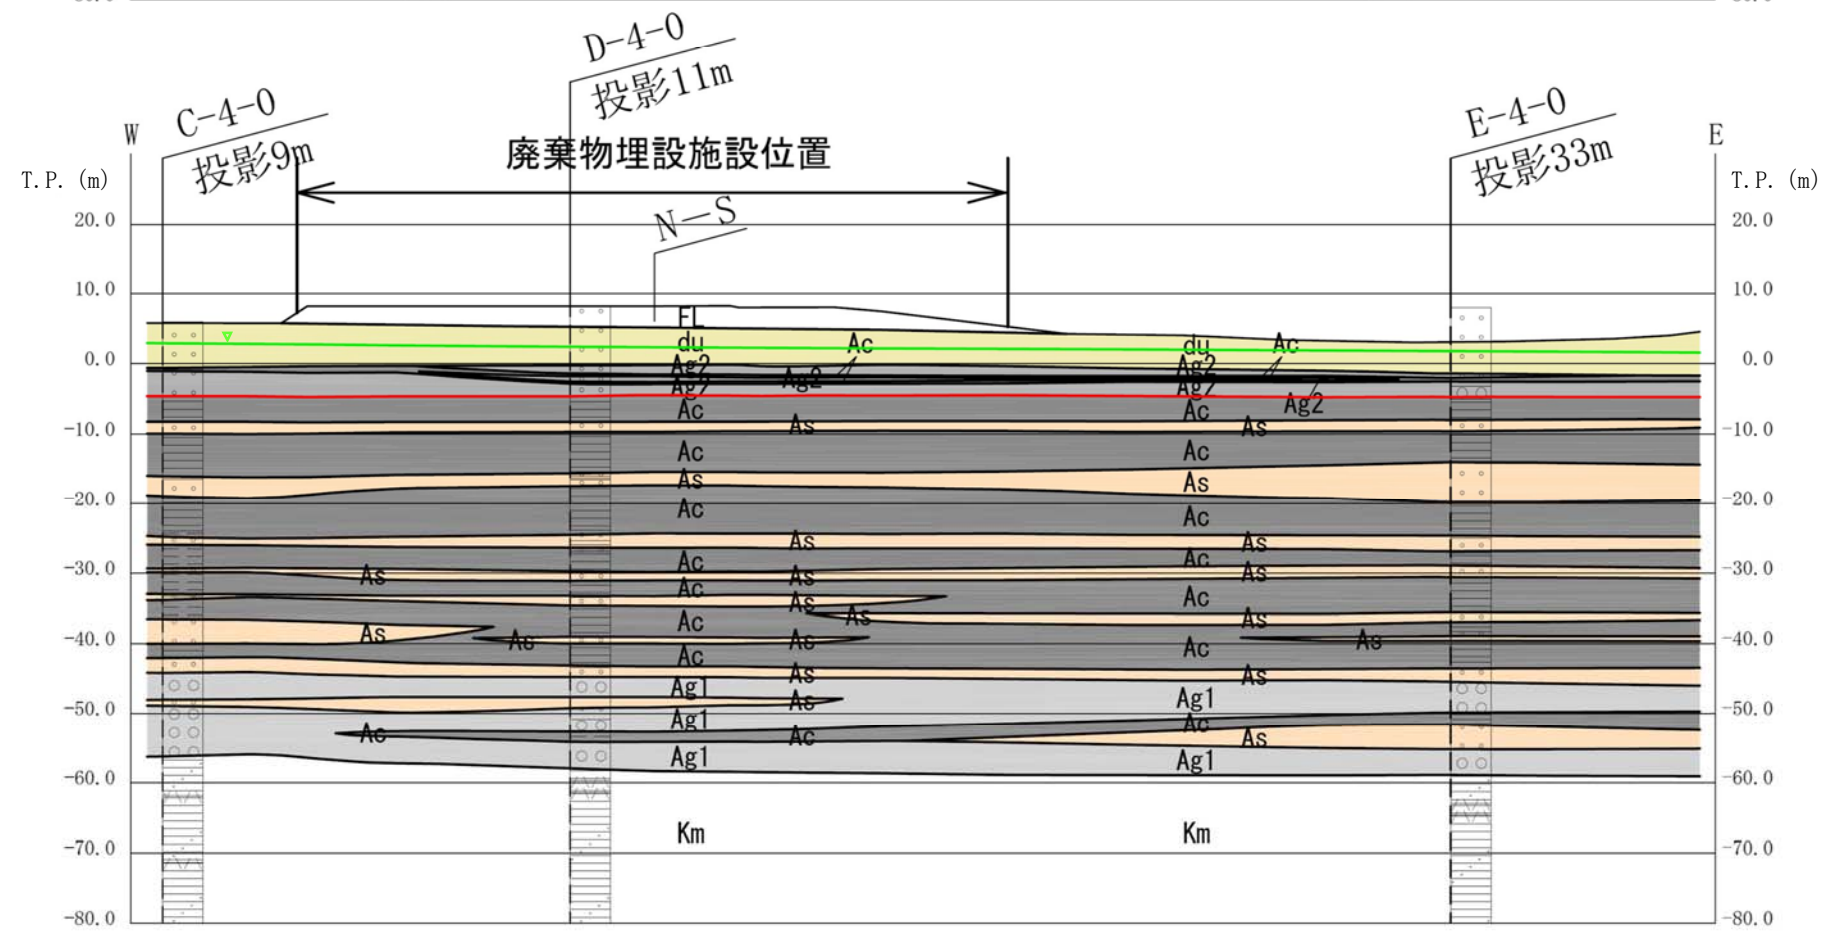 D-4-0
投影11m
C-4-0
投影9m
E-4-0
投影33m
W
E
廃棄物埋設施設位置
T.P. (m)
T.P. (m)
N-S
20.0
20.0
10.0
10.0
FL
du
Ac
du
Ac
0.0
0.0
Ag2
Ag2
Ag2
Ag2
Ag2
Ag2
Ac
Ac
As
As
-10.0
-10.0
Ac
Ac
As
As
-20.0
-20.0
Ac
Ac
As
As
Ac
Ac
-30.0
-30.0
As
As
As
Ac
Ac
As
As
Ac
As
As
Ac
As
As
-40.0
-40.0
Ac
Ac
As
As
Ag1
Ag1
As
-50.0
-50.0
Ag1
Ac
Ac
Ac
As
Ag1
Ag1
-60.0
-60.0
Km
Km
-70.0
-70.0
-80.0
-80.0